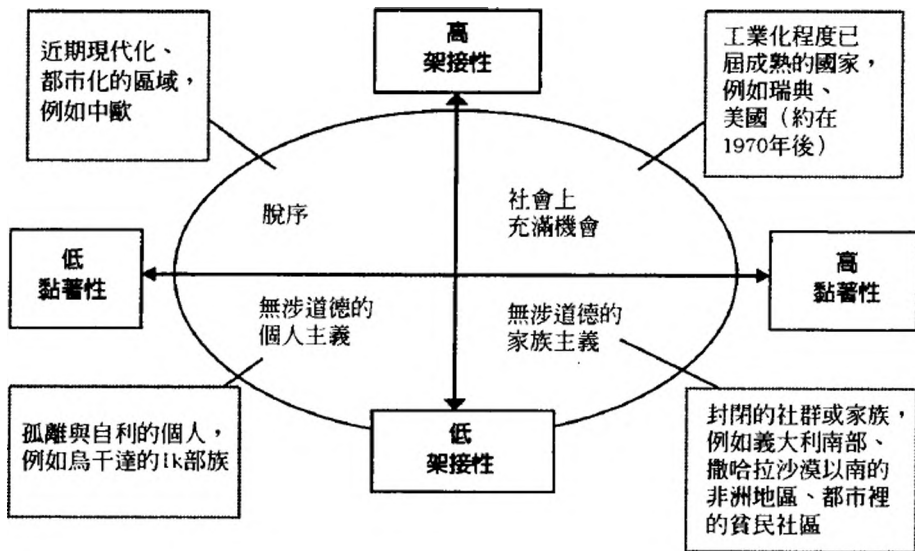 近期現代化、
都市化的區域，
例如中歐
高
架接性
工業化程度已
屆成熟的國家，
例如瑞典、
美國（約在
1970年後）
脫序
社會上
充滿機會
低
黏著性
高
黏著性
無涉道德的
個人主義
無涉道德的
家族主義
孤離與自利的個人，
例如烏干達的Ik部族
低
架接性
封閉的社群或家族，
例如義大利南部、
撒哈拉沙漠以南的
非洲地區、都市裡
的貧民社區